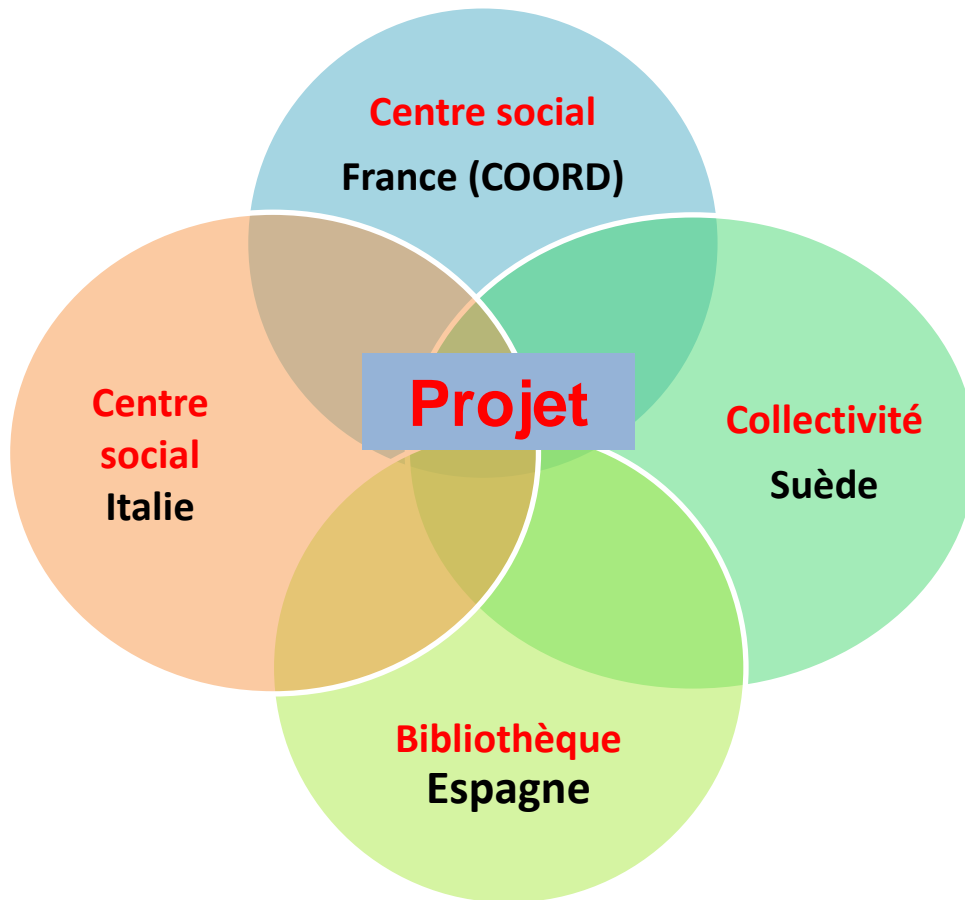 Centre social
France (COORD)
Centre
social
Italie
Projet
Collectivité
Suède
Bibliothèque
Espagne